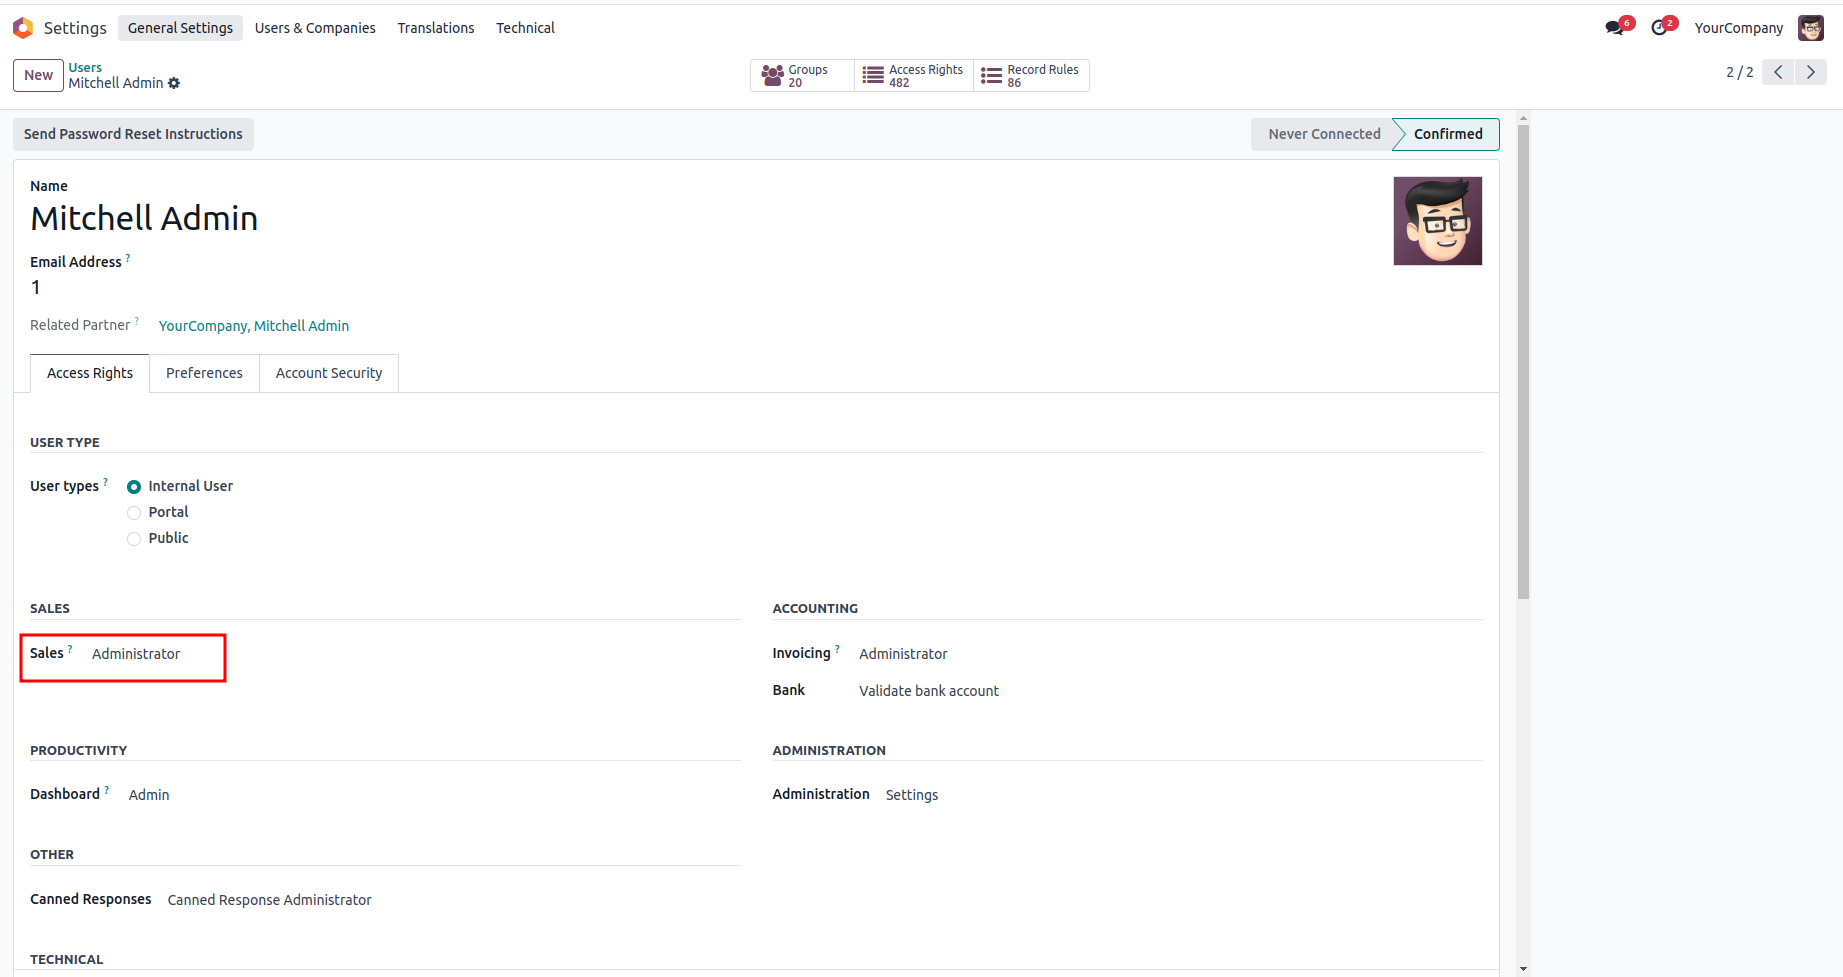 Settings General Settings Users & Companies Translations Technical 6 2 YourCompany
New Users Groups Access Rights Record Rules 2 / 2
Mitchell Admin 20 482 86
Send Password Reset Instructions Never Connected Confirmed
Name
Mitchell Admin
Email Address ?
1
Related Partner ? YourCompany, Mitchell Admin
Access Rights Preferences Account Security
USER TYPE
User types ? Internal User
Portal
Public
SALES ACCOUNTING
Sales ? Administrator Invoicing ? Administrator
Bank Validate bank account
PRODUCTIVITY ADMINISTRATION
Dashboard ? Admin Administration Settings
OTHER
Canned Responses Canned Response Administrator
TECHNICAL